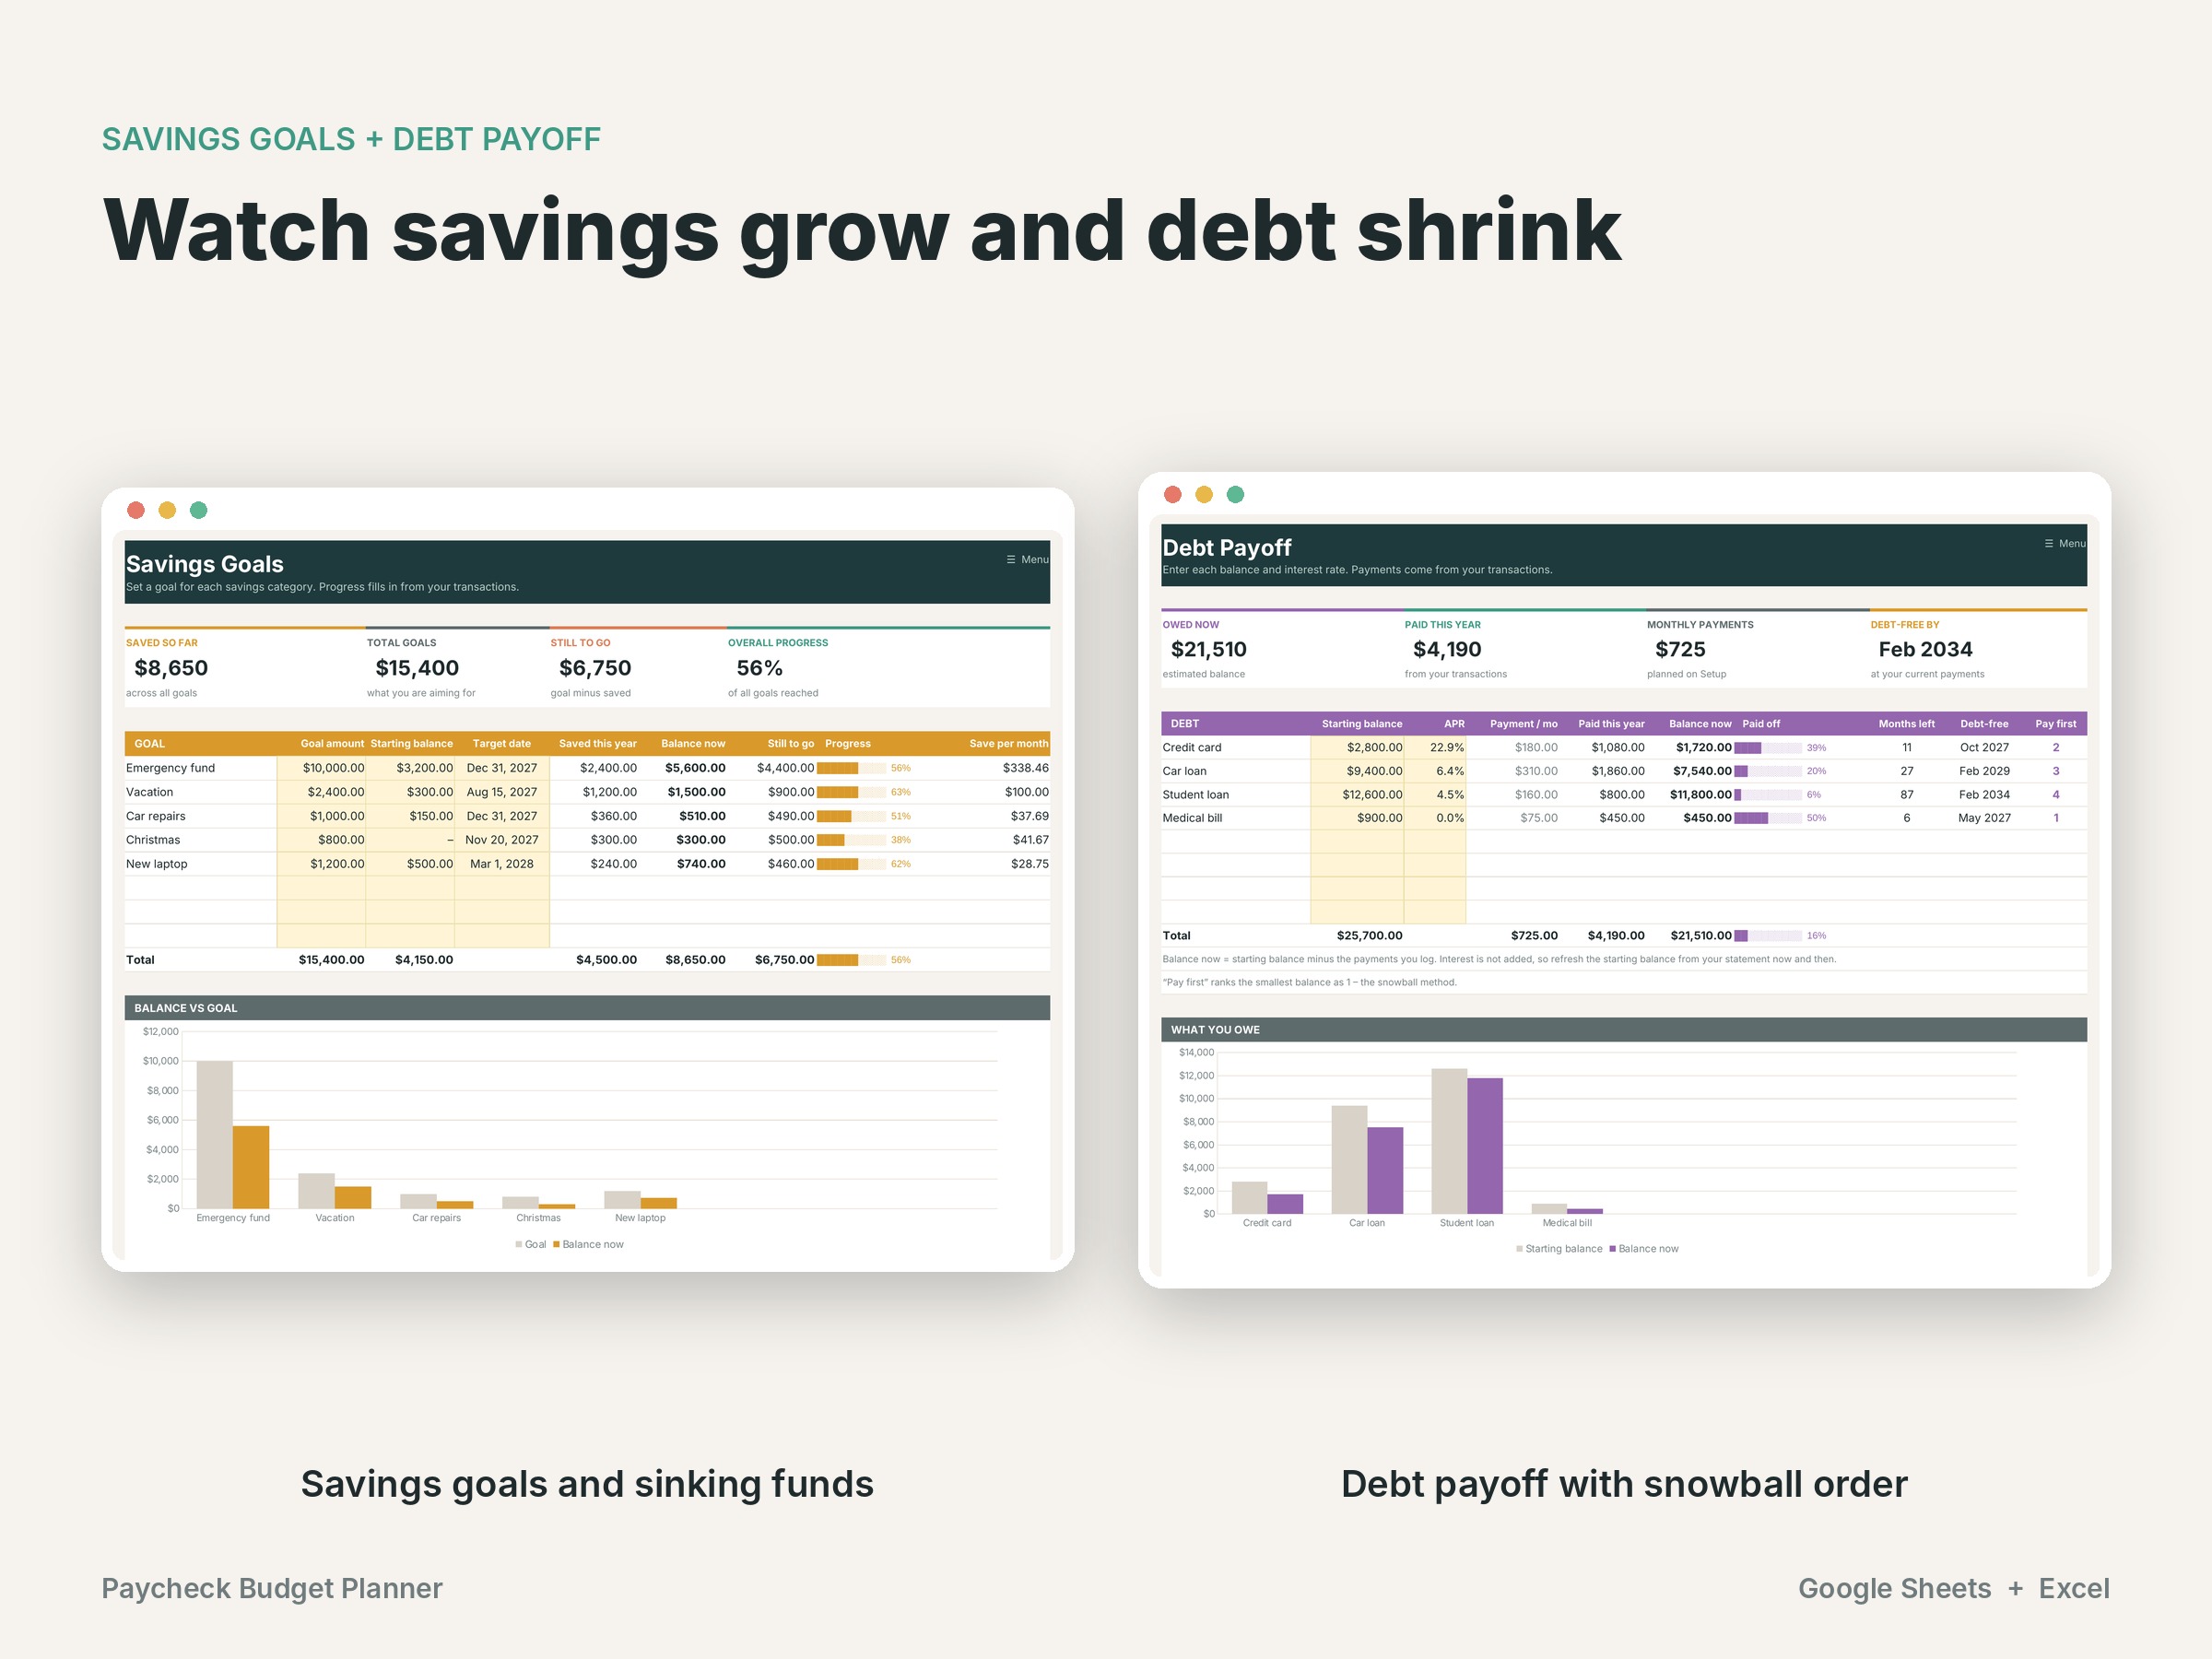 SAVINGS GOALS + DEBT PAYOFF
Watch savings grow and debt shrink
Savings Goals
☰ Menu
Set a goal for each savings category. Progress fills in from your transactions.
SAVED SO FAR TOTAL GOALS STILL TO GO OVERALL PROGRESS
$8,650 $15,400 $6,750 56%
across all goals what you are aiming for goal minus saved of all goals reached
GOAL Goal amount Starting balance Target date Saved this year Balance now Still to go Progress Save per month
Emergency fund $10,000.00 $3,200.00 Dec 31, 2027 $2,400.00 $5,600.00 $4,400.00 56% $338.46
Vacation $2,400.00 $300.00 Aug 15, 2027 $1,200.00 $1,500.00 $900.00 63% $100.00
Car repairs $1,000.00 $150.00 Dec 31, 2027 $360.00 $510.00 $490.00 51% $37.69
Christmas $800.00 – Nov 20, 2027 $300.00 $300.00 $500.00 38% $41.67
New laptop $1,200.00 $500.00 Mar 1, 2028 $240.00 $740.00 $460.00 62% $28.75
Total $15,400.00 $4,150.00 $4,500.00 $8,650.00 $6,750.00 56%
BALANCE VS GOAL
$12,000
$10,000
$8,000
$6,000
$4,000
$2,000
$0
Emergency fund Vacation Car repairs Christmas New laptop
Goal Balance now
Debt Payoff
☰ Menu
Enter each balance and interest rate. Payments come from your transactions.
OWED NOW PAID THIS YEAR MONTHLY PAYMENTS DEBT-FREE BY
$21,510 $4,190 $725 Feb 2034
estimated balance from your transactions planned on Setup at your current payments
DEBT Starting balance APR Payment / mo Paid this year Balance now Paid off Months left Debt-free Pay first
Credit card $2,800.00 22.9% $180.00 $1,080.00 $1,720.00 39% 11 Oct 2027 2
Car loan $9,400.00 6.4% $310.00 $1,860.00 $7,540.00 20% 27 Feb 2029 3
Student loan $12,600.00 4.5% $160.00 $800.00 $11,800.00 6% 87 Feb 2034 4
Medical bill $900.00 0.0% $75.00 $450.00 $450.00 50% 6 May 2027 1
Total $25,700.00 $725.00 $4,190.00 $21,510.00 16%
Balance now = starting balance minus the payments you log. Interest is not added, so refresh the starting balance from your statement now and then.
“Pay first” ranks the smallest balance as 1 – the snowball method.
WHAT YOU OWE
$14,000
$12,000
$10,000
$8,000
$6,000
$4,000
$2,000
$0
Credit card Car loan Student loan Medical bill
Starting balance Balance now
Savings goals and sinking funds
Debt payoff with snowball order
Paycheck Budget Planner
Google Sheets + Excel